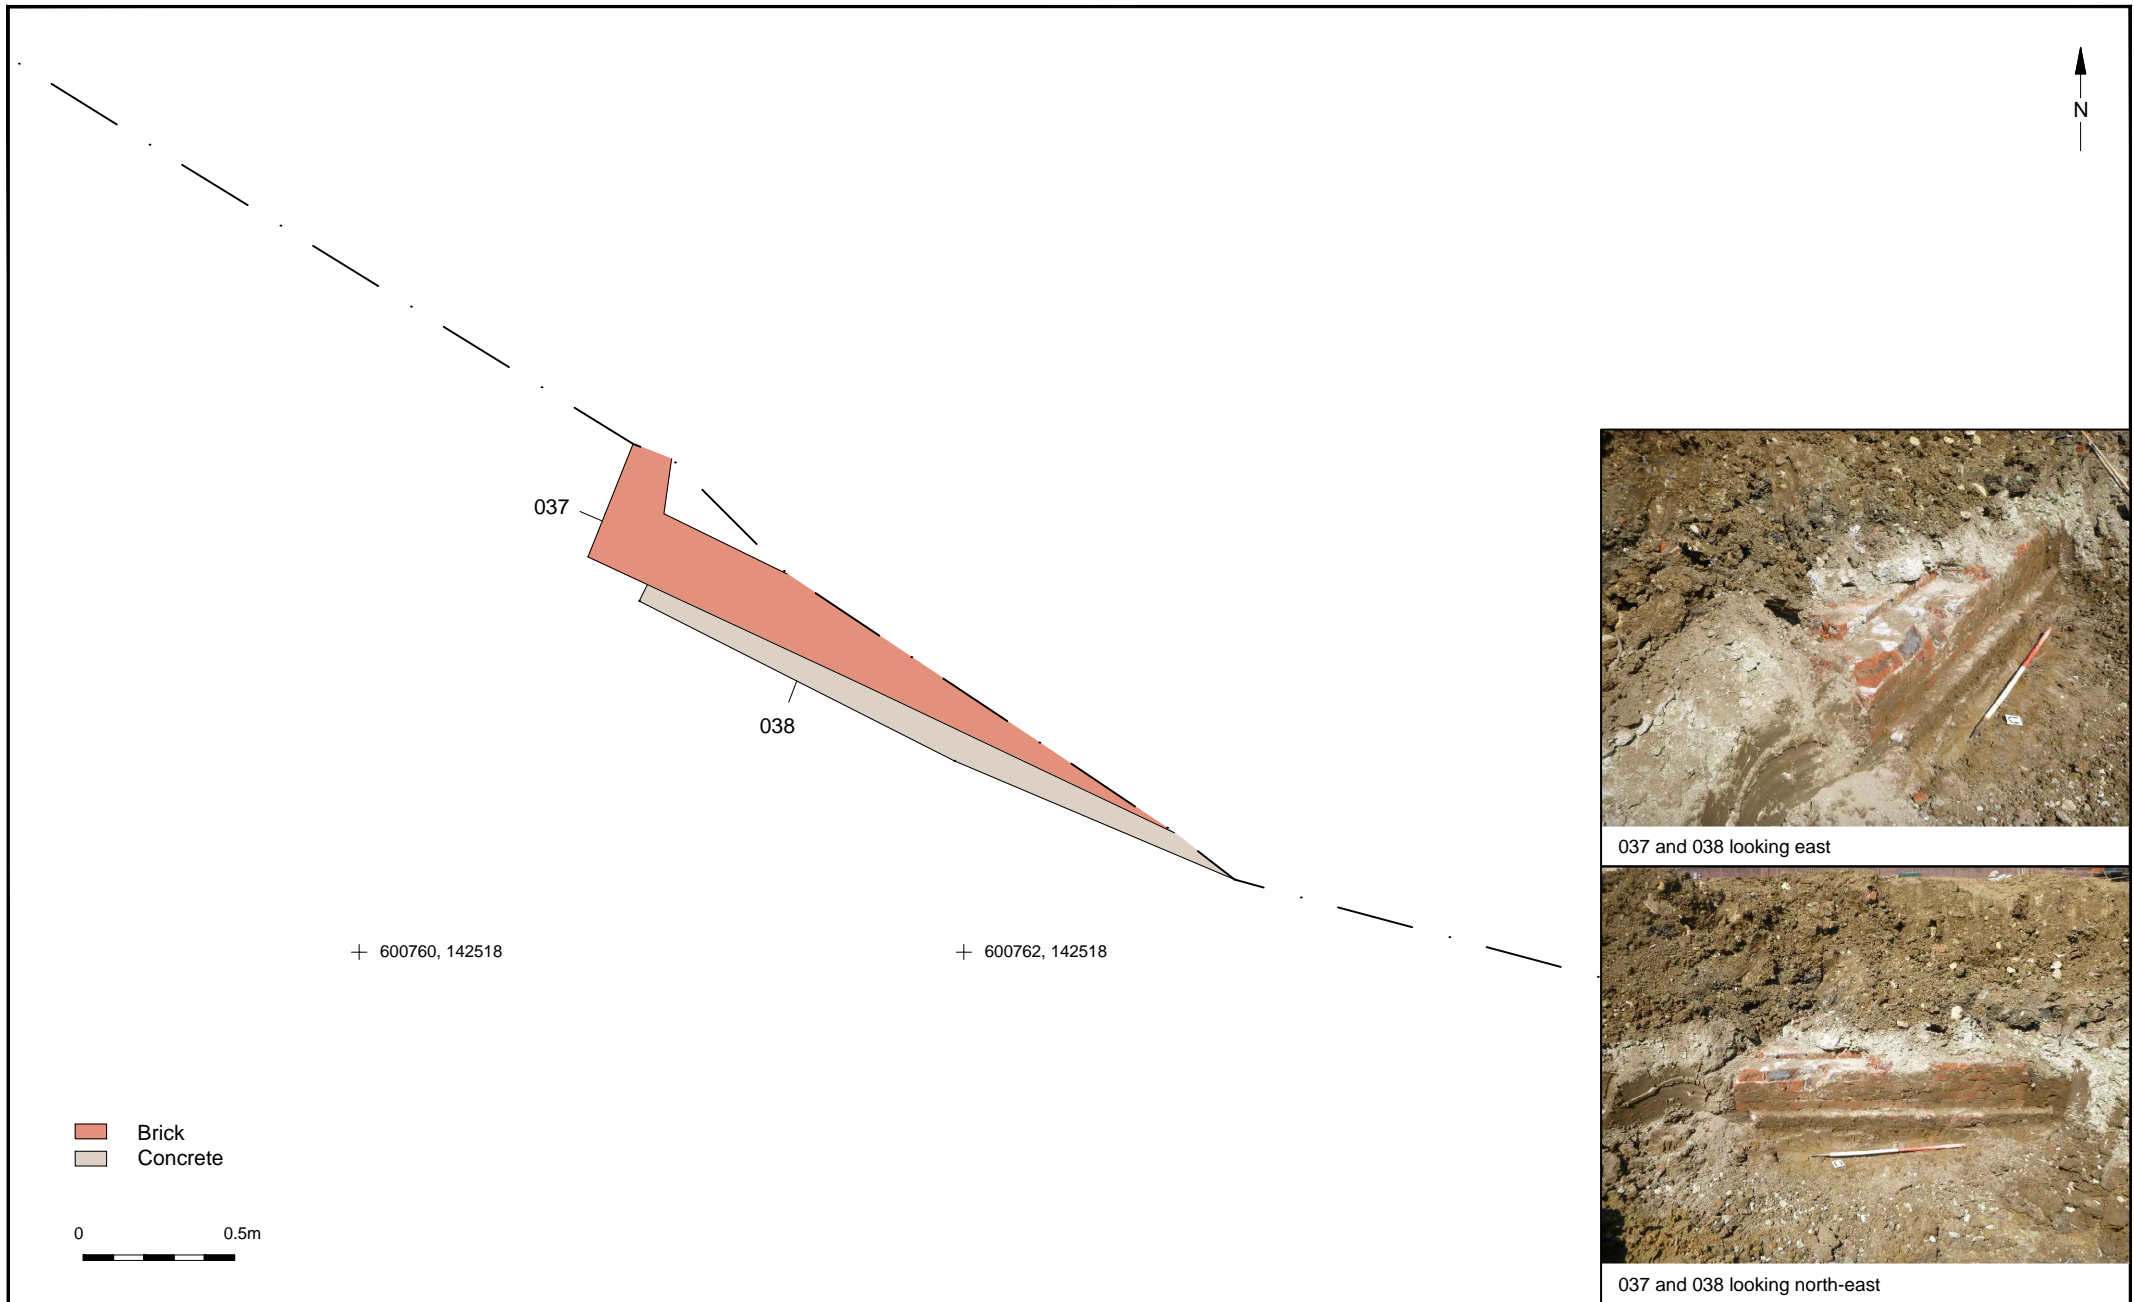 N
037
038
600760, 142518
600762, 142518
Brick
Concrete
0 0.5m
037 and 038 looking east
037 and 038 looking north-east